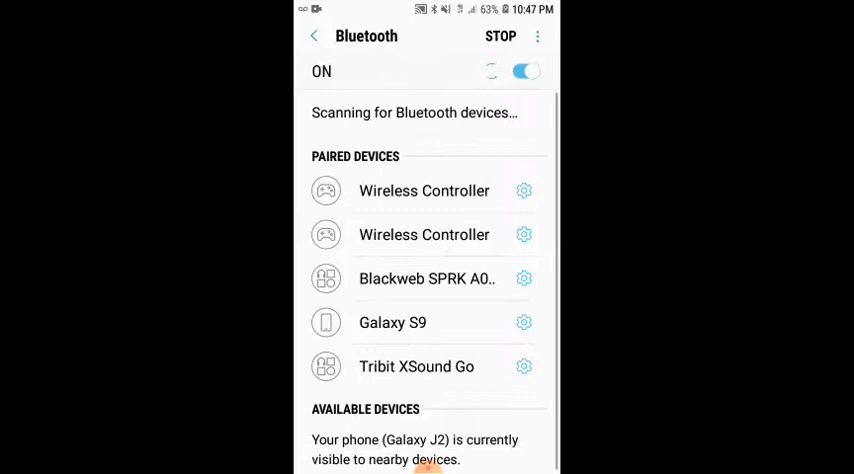 63% 10:47 PM
Bluetooth STOP
ON
Scanning for Bluetooth devices...
PAIRED DEVICES
Wireless Controller
Wireless Controller
Blackweb SPRK A0..
Galaxy S9
Tribit XSound Go
AVAILABLE DEVICES
Your phone (Galaxy J2) is currently
visible to nearby devices.